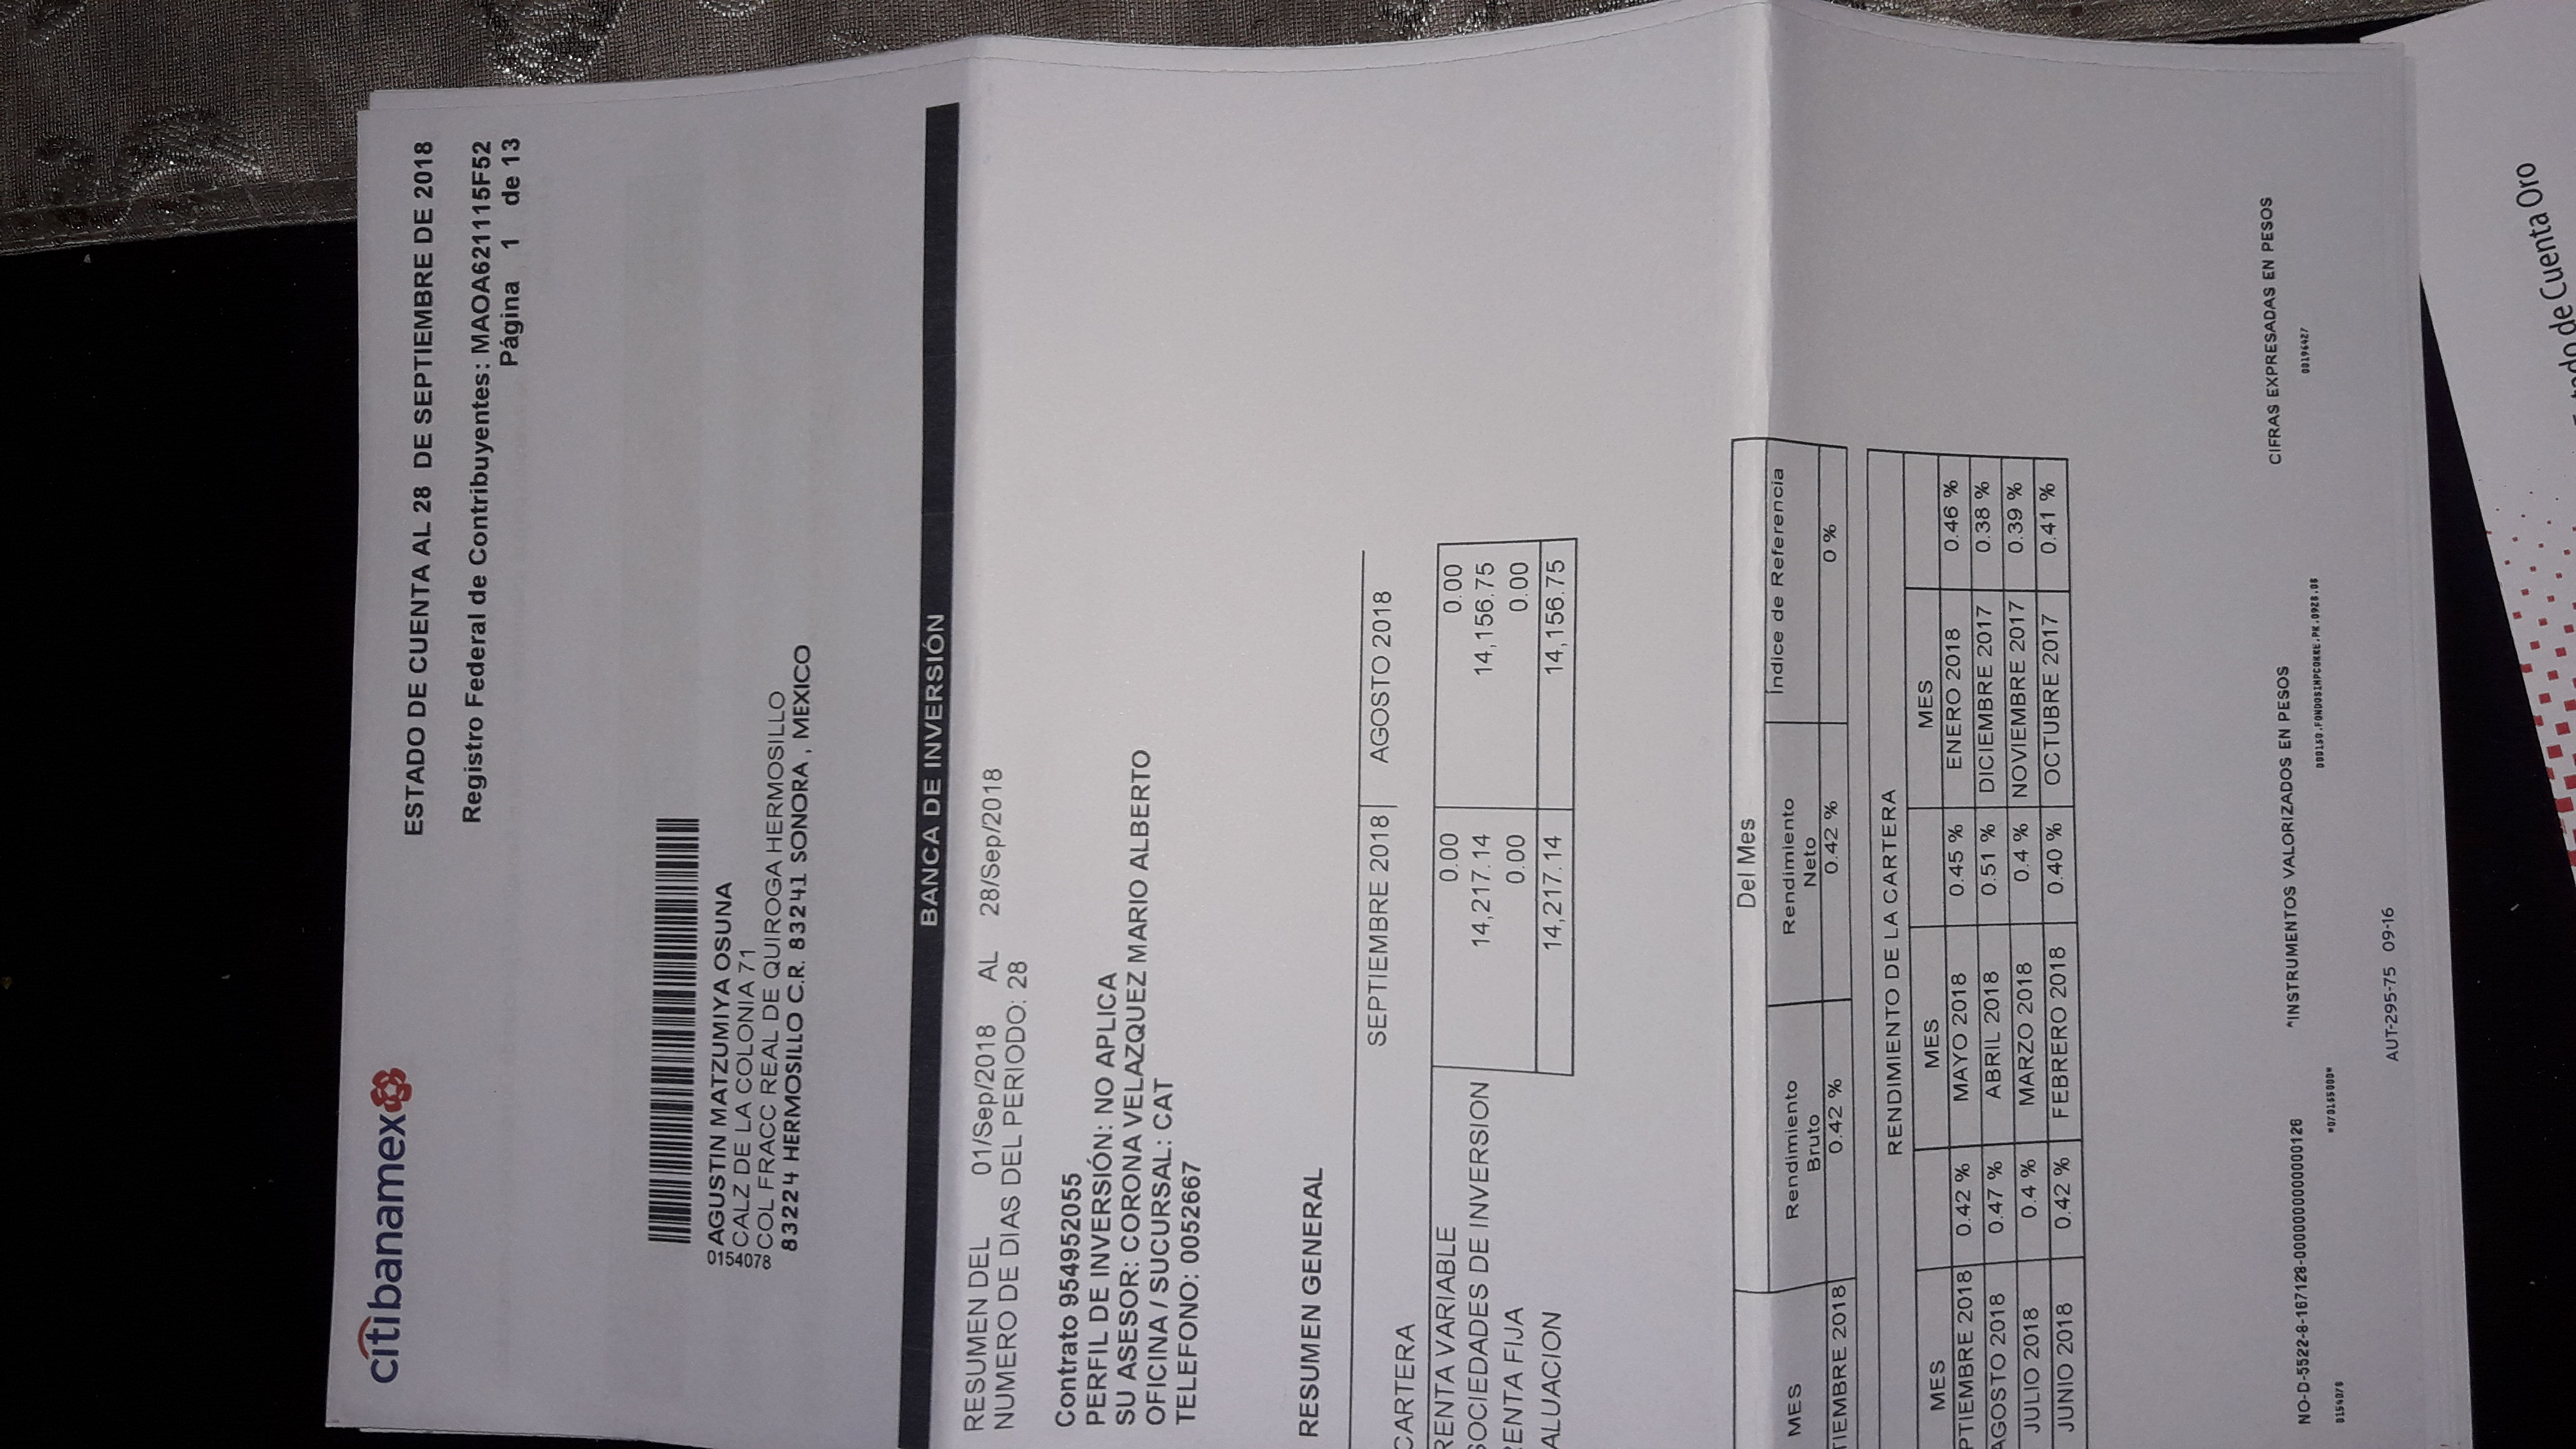 citibanamex
ESTADO DE CUENTA AL 28 DE SEPTIEMBRE DE 2018
Registro Federal de Contribuyentes: MAOA621115F52
Página 1 de 13
0154078
AGUSTIN MATZUMIYA OSUNA
CALZ DE LA COLONIA 71
COL FRACC REAL DE QUIROGA HERMOSILLO
83224 HERMOSILLO C.R. 83241 SONORA , MEXICO
BANCA DE INVERSIÓN
RESUMEN DEL 01/Sep/2018 AL 28/Sep/2018
NUMERO DE DIAS DEL PERIODO: 28
Contrato 954952055
PERFIL DE INVERSIÓN: NO APLICA
SU ASESOR: CORONA VELAZQUEZ MARIO ALBERTO
OFICINA / SUCURSAL: CAT
TELEFONO: 0052667
RESUMEN GENERAL
SEPTIEMBRE 2018 AGOSTO 2018
CARTERA
RENTA VARIABLE 0.00 0.00
SOCIEDADES DE INVERSION 14,217.14 14,156.75
RENTA FIJA 0.00 0.00
ALUACION 14,217.14 14,156.75
Del Mes
MES Rendimiento Bruto Rendimiento Neto Índice de Referencia
TIEMBRE 2018 0.42 % 0.42 % 0 %
RENDIMIENTO DE LA CARTERA
MES MES MES
PTIEMBRE 2018 0.42 % MAYO 2018 0.45 % ENERO 2018 0.46 %
AGOSTO 2018 0.47 % ABRIL 2018 0.51 % DICIEMBRE 2017 0.38 %
JULIO 2018 0.4 % MARZO 2018 0.4 % NOVIEMBRE 2017 0.39 %
JUNIO 2018 0.42 % FEBRERO 2018 0.40 % OCTUBRE 2017 0.41 %
NO-D-5522-8-167128-0000000000000126 *INSTRUMENTOS VALORIZADOS EN PESOS CIFRAS EXPRESADAS EN PESOS
0154078 00196427
AUT-295-75 09-16
de Cuenta Oro